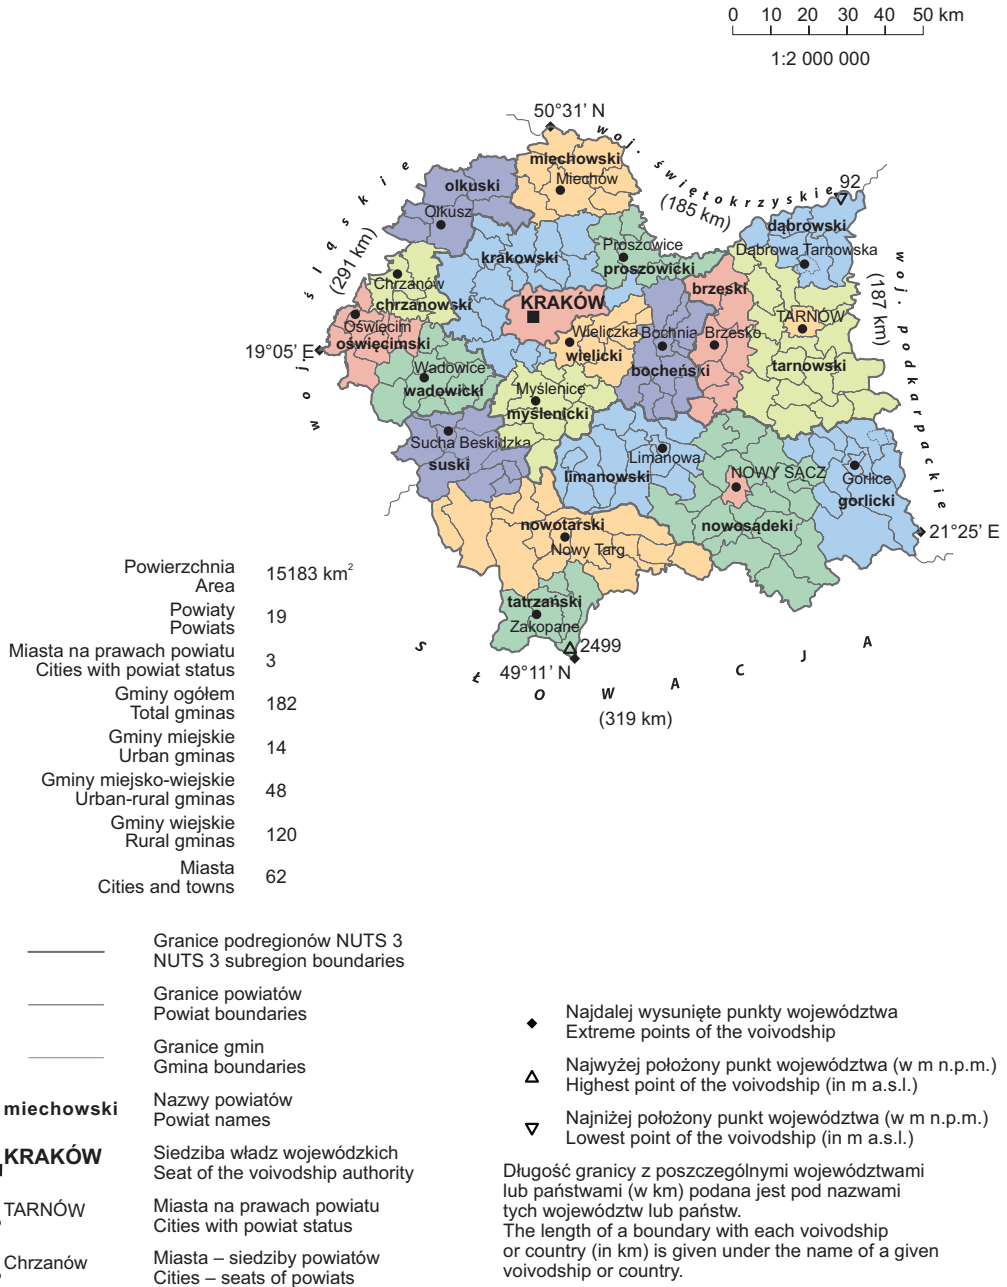 0 10 20 30 40 50 km
1:2 000 000
50°31’ N
woj. świętokrzyskie
(185 km)
92
woj. śląskie
(291 km)
woj. podkarpackie
(187 km)
miechowski
Miechów
olkuski
Olkusz
dąbrowski
Dąbrowa Tarnowska
krakowski
Proszowice
proszowicki
Chrzanów
chrzanowski
brzeski
KRAKÓW
TARNÓW
Oświęcim
oświęcimski
Wieliczka
wielicki
Bochnia
bocheński
Brzesko
19°05’ E
tarnowski
Wadowice
wadowicki
Myślenice
myślenicki
Sucha Beskidzka
suski
Limanowa
limanowski
NOWY SĄCZ
nowosądeki
Gorlice
gorlicki
nowotarski
Nowy Targ
21°25’ E
tatrzański
Zakopane
2499
49°11’ N
SŁOWACJA
(319 km)
Powierzchnia
Area
15183 km²
Powiaty
Powiats
19
Miasta na prawach powiatu
Cities with powiat status
3
Gminy ogółem
Total gminas
182
Gminy miejskie
Urban gminas
14
Gminy miejsko-wiejskie
Urban-rural gminas
48
Gminy wiejskie
Rural gminas
120
Miasta
Cities and towns
62
Granice podregionów NUTS 3
NUTS 3 subregion boundaries
Granice powiatów
Powiat boundaries
Granice gmin
Gmina boundaries
miechowski
Nazwy powiatów
Powiat names
KRAKÓW
Siedziba władz wojewódzkich
Seat of the voivodship authority
TARNÓW
Miasta na prawach powiatu
Cities with powiat status
Chrzanów
Miasta – siedziby powiatów
Cities – seats of powiats
Najdalej wysunięte punkty województwa
Extreme points of the voivodship
Najwyżej położony punkt województwa (w m n.p.m.)
Highest point of the voivodship (in m a.s.l.)
Najniżej położony punkt województwa (w m n.p.m.)
Lowest point of the voivodship (in m a.s.l.)
Długość granicy z poszczególnymi województwami
lub państwami (w km) podana jest pod nazwami
tych województw lub państw.
The length of a boundary with each voivodship
or country (in km) is given under the name of a given
voivodship or country.